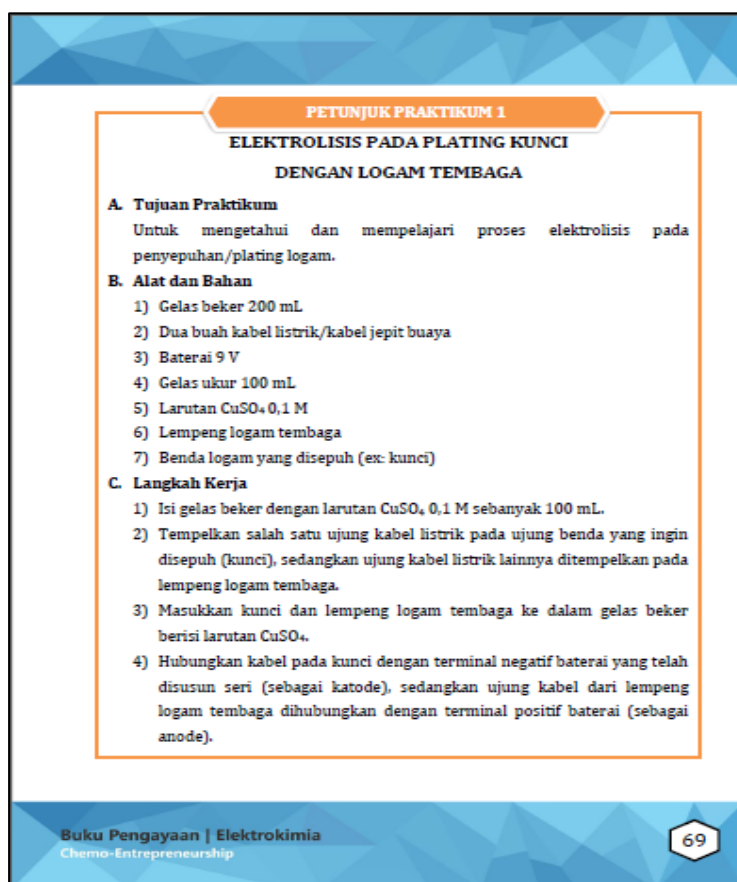 PETUNJUK PRAKTIKUM 1
ELEKTROLISIS PADA PLATING KUNCI
DENGAN LOGAM TEMBAGA
A. Tujuan Praktikum
Untuk mengetahui dan mempelajari proses elektrolisis pada
penyepuhan/plating logam.
B. Alat dan Bahan
1) Gelas beker 200 mL
2) Dua buah kabel listrik/kabel jepit buaya
3) Baterai 9 V
4) Gelas ukur 100 mL
5) Larutan CuSO₄ 0,1 M
6) Lempeng logam tembaga
7) Benda logam yang disepuh (ex: kunci)
C. Langkah Kerja
1) Isi gelas beker dengan larutan CuSO₄ 0,1 M sebanyak 100 mL.
2) Tempelkan salah satu ujung kabel listrik pada ujung benda yang ingin
disepuh (kunci), sedangkan ujung kabel listrik lainnya ditempelkan pada
lempeng logam tembaga.
3) Masukkan kunci dan lempeng logam tembaga ke dalam gelas beker
berisi larutan CuSO₄.
4) Hubungkan kabel pada kunci dengan terminal negatif baterai yang telah
disusun seri (sebagai katode), sedangkan ujung kabel dari lempeng
logam tembaga dihubungkan dengan terminal positif baterai (sebagai
anode).
Buku Pengayaan | Elektrokimia
Chemo-Entrepreneurship
69